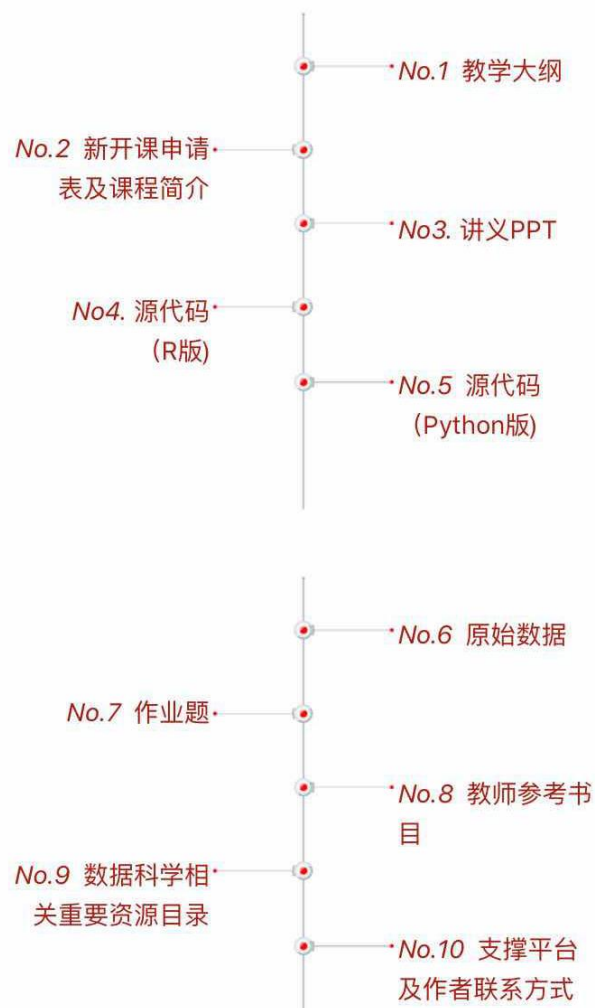 No.1 教学大纲
No.2 新开课申请
表及课程简介
No3. 讲义PPT
No4. 源代码
（R版)
No.5 源代码
（Python版)
No.6 原始数据
No.7 作业题
No.8 教师参考书
目
No.9 数据科学相
关重要资源目录
No.10 支撑平台
及作者联系方式